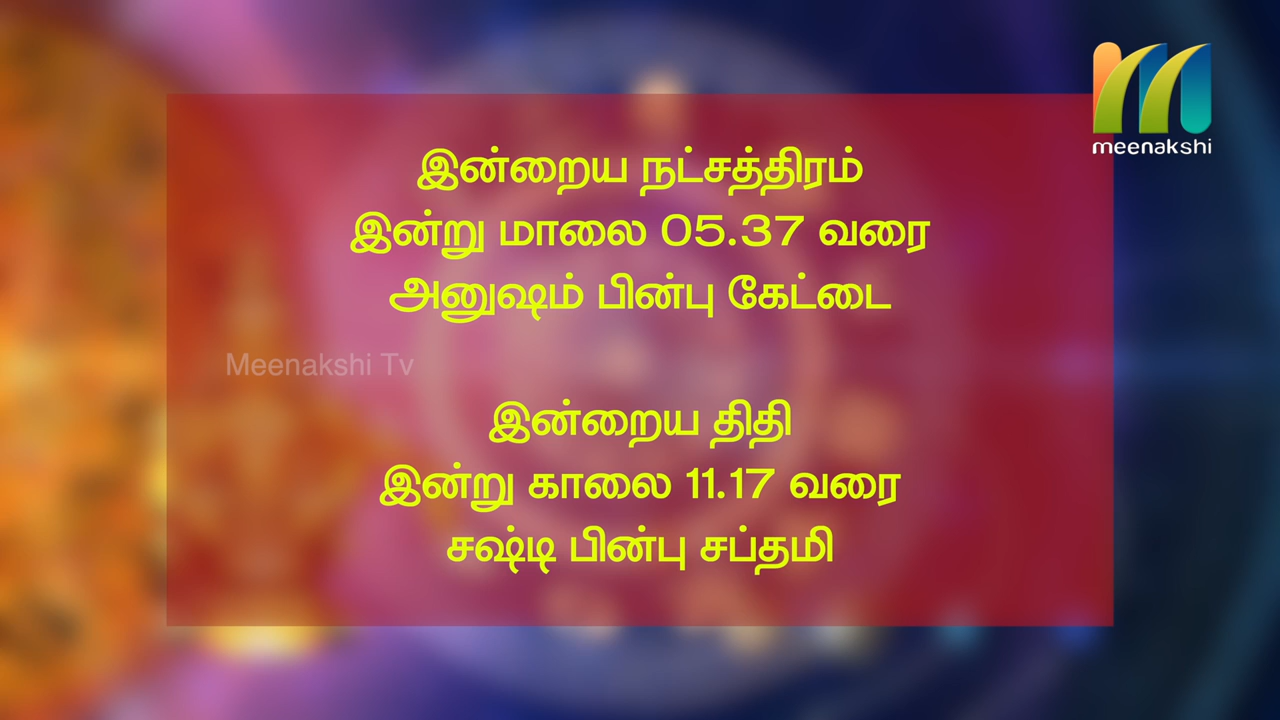 meenakshi
இன்றைய நட்சத்திரம்
இன்று மாலை 05.37 வரை
அனுஷம் பின்பு கேட்டை
Meenakshi Tv
இன்றைய திதி
இன்று காலை 11.17 வரை
சஷ்டி பின்பு சப்தமி